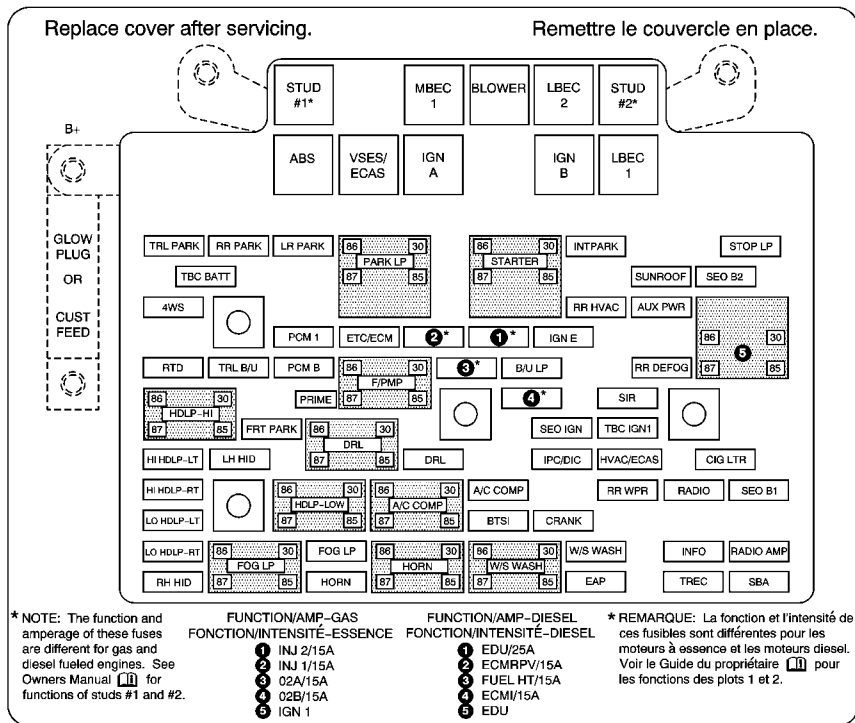 Replace cover after servicing. Remettre le couvercle en place.
STUD #1* MBEC 1 BLOWER LBEC 2 STUD #2*
B+
ABS VSES/ECAS IGN A IGN B LBEC 1
GLOW PLUG OR CUST FEED
TRL PARK RR PARK LR PARK 86 30 PARK LP 87 85 86 30 STARTER 87 85 INTPARK STOP LP
TBC BATT SUNROOF SEO B2
4WS RR HVAC AUX PWR
PCM 1 ETC/ECM 2* 1* IGN E 86 30 5 87 85
RTD TRL B/U PCM B 86 30 F/PMP 87 85 3* B/U LP RR DEFOG
PRIME 4* SIR
86 30 HDLP-HI 87 85
FRT PARK 86 30 DRL 87 85 SEO IGN TBC IGN1
HI HDLP-LT LH HID DRL IPC/DIC HVAC/ECAS CIG LTR
HI HDLP-RT 86 30 HDLP-LOW 87 85 86 30 A/C COMP 87 85 A/C COMP RR WPR RADIO SEO B1
LO HDLP-LT BTSI CRANK
LO HDLP-RT 86 30 FOG LP 87 85 FOG LP 86 30 HORN 87 85 86 30 W/S WASH 87 85 W/S WASH INFO RADIO AMP
RH HID HORN EAP TREC SBA
* NOTE: The function and
amperage of these fuses
are different for gas and
diesel fueled engines. See
Owners Manual for
functions of studs #1 and #2.
FUNCTION/AMP-GAS
FONCTION/INTENSITÉ-ESSENCE
1 INJ 2/15A
2 INJ 1/15A
3 02A/15A
4 02B/15A
5 IGN 1
FUNCTION/AMP-DIESEL
FONCTION/INTENSITÉ-DIESEL
1 EDU/25A
2 ECMRPV/15A
3 FUEL HT/15A
4 ECMI/15A
5 EDU
* REMARQUE: La fonction et l'intensité de
ces fusibles sont différentes pour les
moteurs à essence et les moteurs diesel.
Voir le Guide du propriétaire pour
les fonctions des plots 1 et 2.